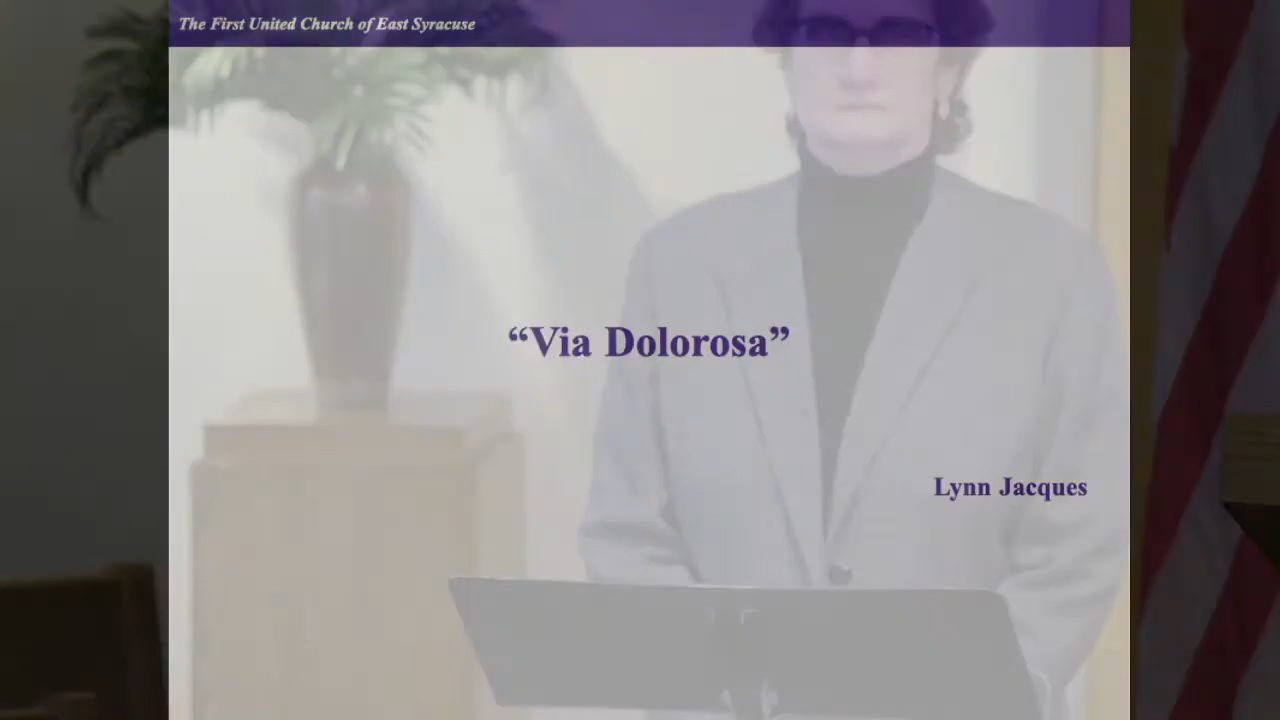 The First United Church of East Syracuse
“Via Dolorosa”
Lynn Jacques